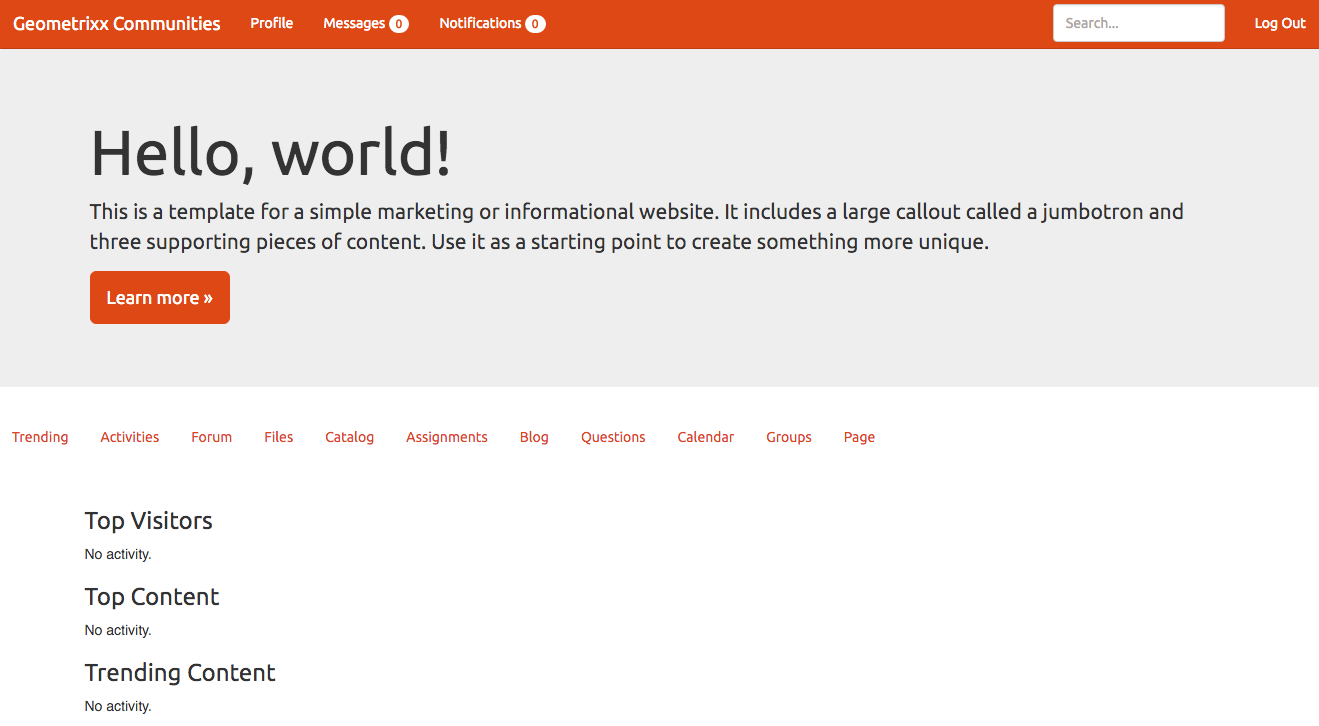 Geometrixx Communities Profile Messages 0 Notifications 0 Search... Log Out
Hello, world!
This is a template for a simple marketing or informational website. It includes a large callout called a jumbotron and
three supporting pieces of content. Use it as a starting point to create something more unique.
Learn more »
Trending Activities Forum Files Catalog Assignments Blog Questions Calendar Groups Page
Top Visitors
No activity.
Top Content
No activity.
Trending Content
No activity.